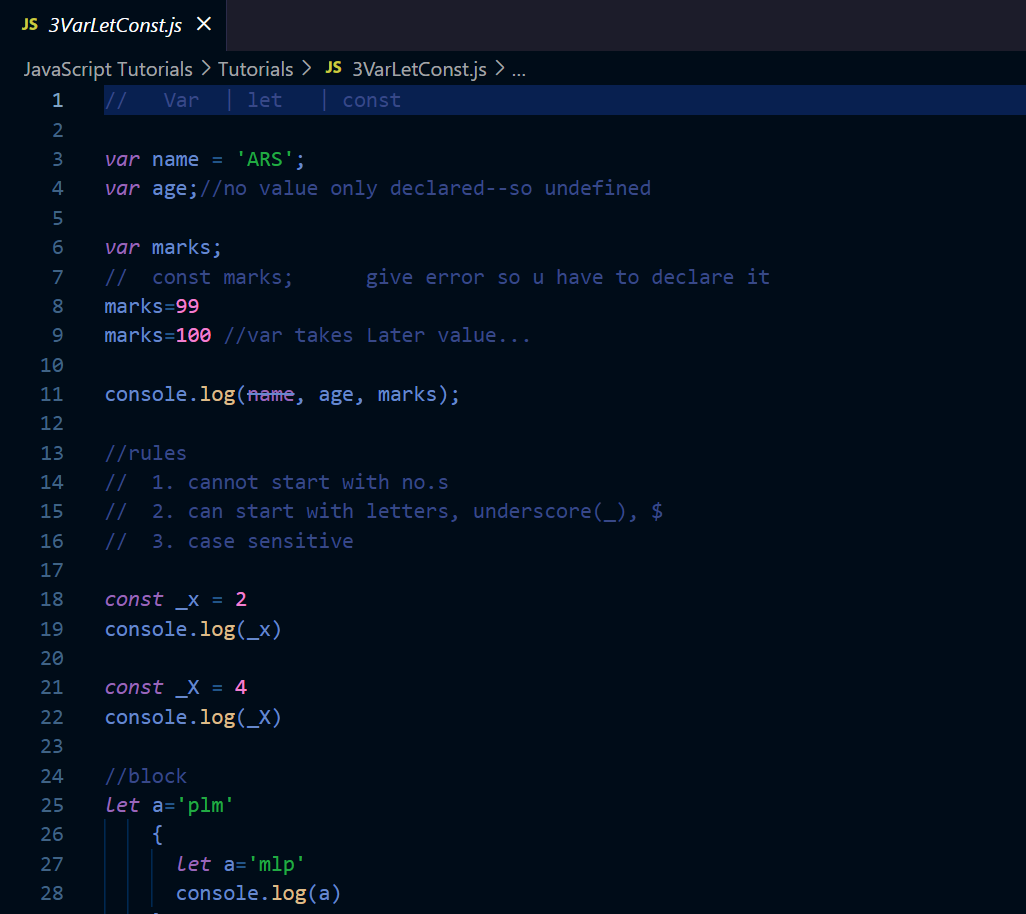 JS 3VarLetConst.js ×
JavaScript Tutorials > Tutorials > JS 3VarLetConst.js > ...
1 //   Var  | let   | const
2
3 var name = 'ARS';
4 var age;//no value only declared--so undefined
5
6 var marks;
7 //  const marks;      give error so u have to declare it
8 marks=99
9 marks=100 //var takes Later value...
10
11 console.log(name, age, marks);
12
13 //rules
14 //  1. cannot start with no.s
15 //  2. can start with letters, underscore(_), $
16 //  3. case sensitive
17
18 const _x = 2
19 console.log(_x)
20
21 const _X = 4
22 console.log(_X)
23
24 //block
25 let a='plm'
26     {
27       let a='mlp'
28       console.log(a)